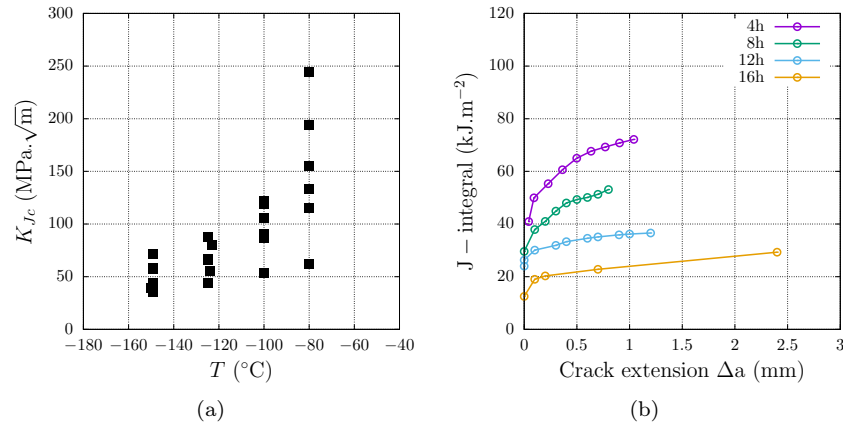 300
250
200
150
100
50
0
K_Jc (MPa.√m)
−180 −160 −140 −120 −100 −80 −60 −40
T (°C)
(a)
120
100
80
60
40
20
0
J − integral (kJ.m⁻²)
4h
8h
12h
16h
0 0.5 1 1.5 2 2.5 3
Crack extension Δa (mm)
(b)